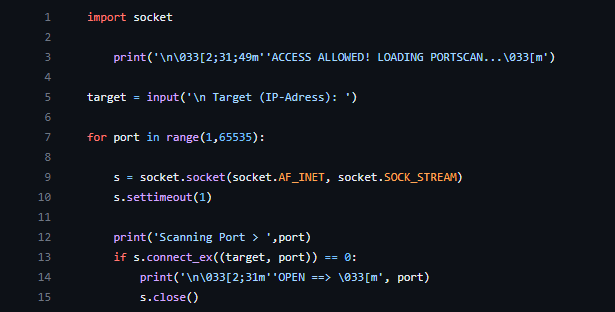 1 import socket
2
3     print('\n\033[2;31;49m''ACCESS ALLOWED! LOADING PORTSCAN...\033[m')
4
5 target = input('\n Target (IP-Adress): ')
6
7 for port in range(1,65535):
8
9     s = socket.socket(socket.AF_INET, socket.SOCK_STREAM)
10     s.settimeout(1)
11
12     print('Scanning Port > ',port)
13     if s.connect_ex((target, port)) == 0:
14         print('\n\033[2;31m''OPEN ==> \033[m', port)
15         s.close()